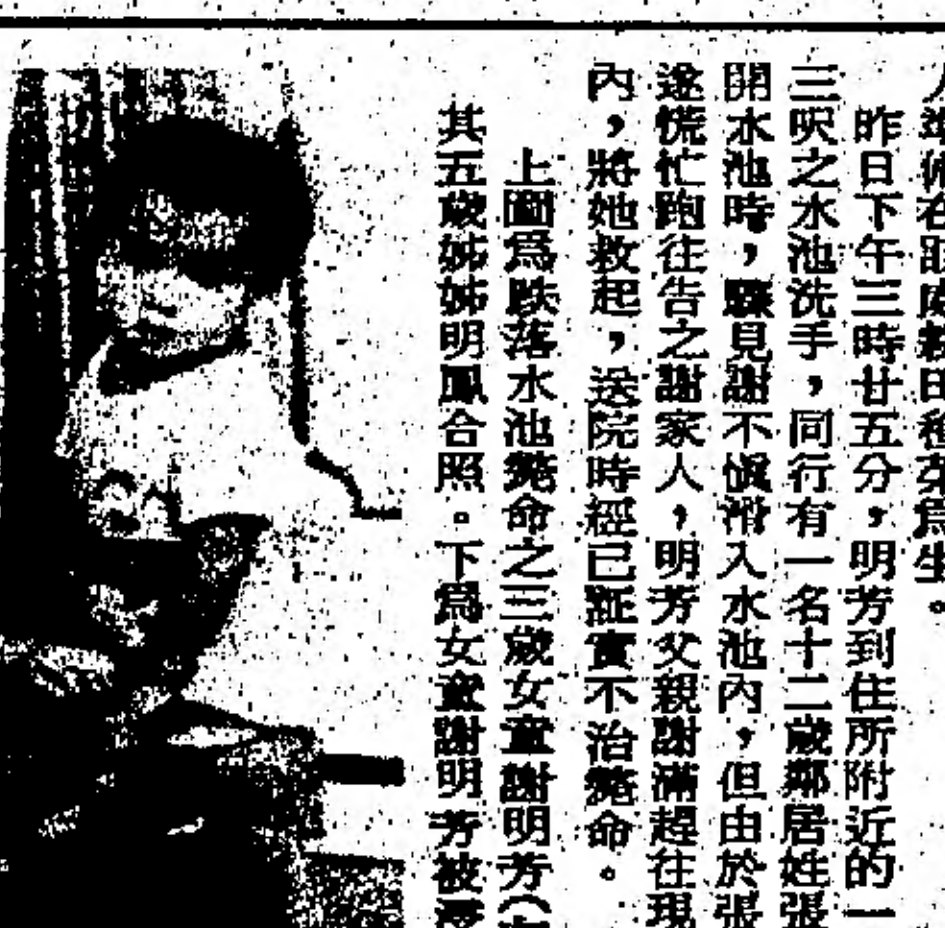 昨日下午三時廿五分,明芳到住所附近的一
三呎之水池洗手,同行有一名十二歲鄰居姓張
開水池時,驟見謝不慎滑入水池內,但由於張
遂慌忙跑往告之謝家人,明芳父親謝滿趕往現
內,將她救起,送院時經已証實不治斃命。
上圖爲跌落水池斃命之三歲女童謝明芳(
其五歲姊姊明鳳合照。下爲女童謝明芳被